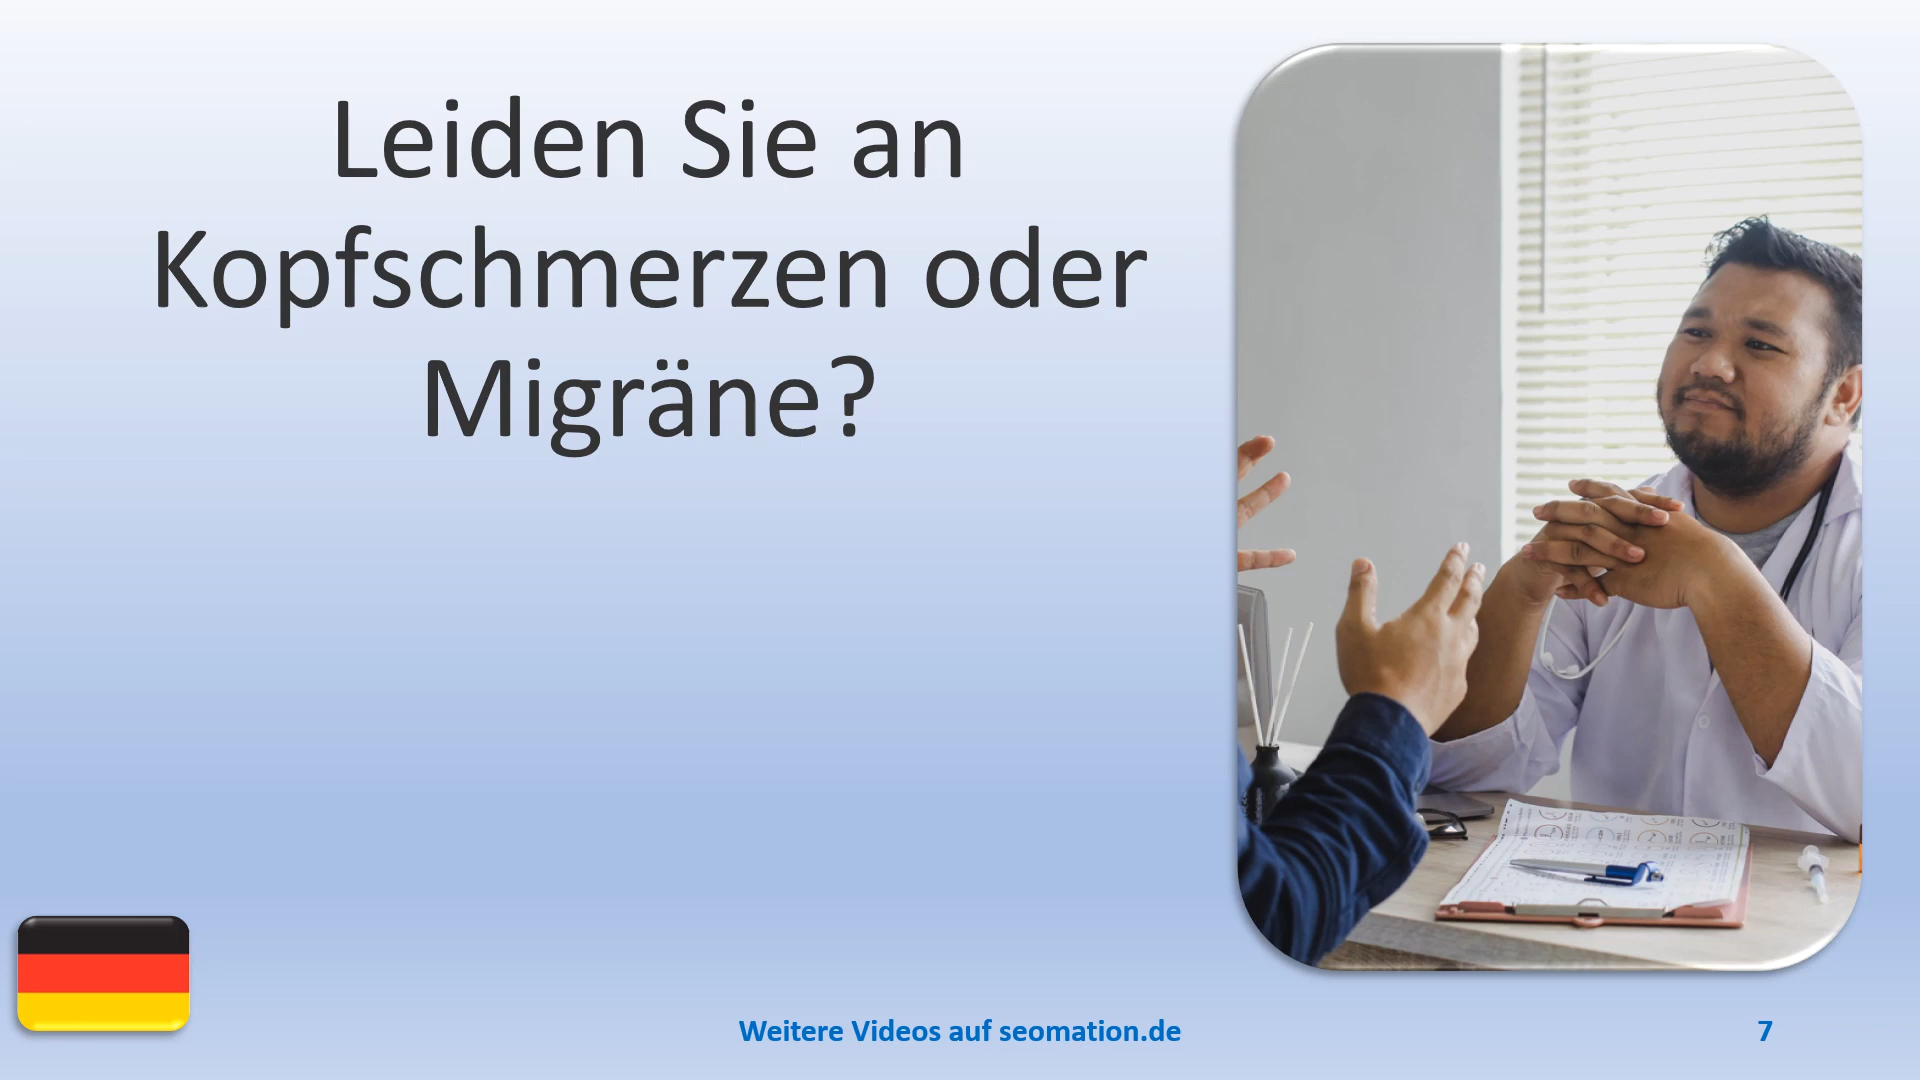 Leiden Sie an
Kopfschmerzen oder
Migräne?
Weitere Videos auf seomation.de
7